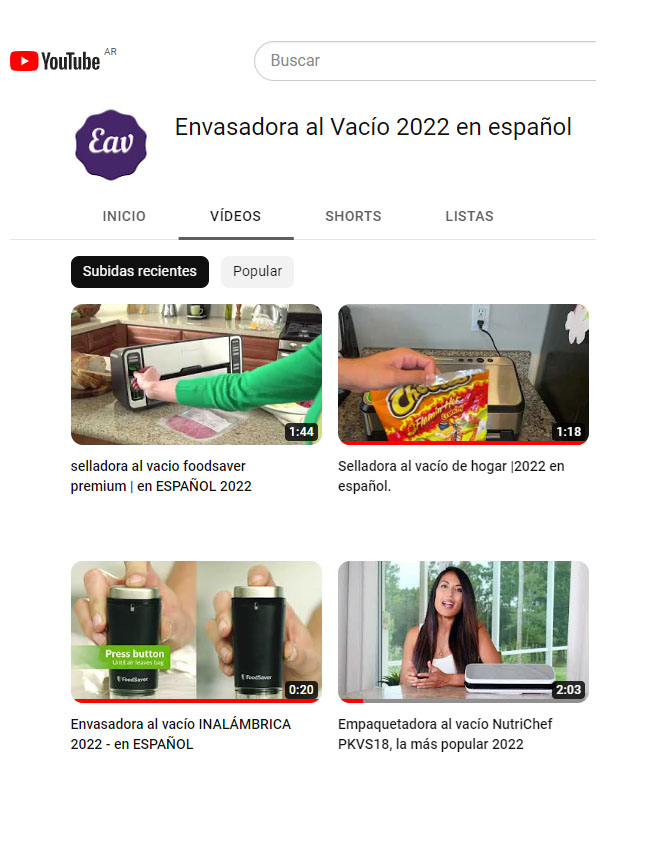 YouTube AR
Buscar
Eav
Envasadora al Vacío 2022 en español
INICIO VÍDEOS SHORTS LISTAS
Subidas recientes Popular
Cheetos
Flamin' Hot
1:44 1:18
selladora al vacio foodsaver
premium | en ESPAÑOL 2022
Selladora al vacío de hogar |2022 en
español.
Press button
Until air leaves bag
FoodSaver FoodSaver
0:20 2:03
Envasadora al vacío INALÁMBRICA
2022 - en ESPAÑOL
Empaquetadora al vacío NutriChef
PKVS18, la más popular 2022